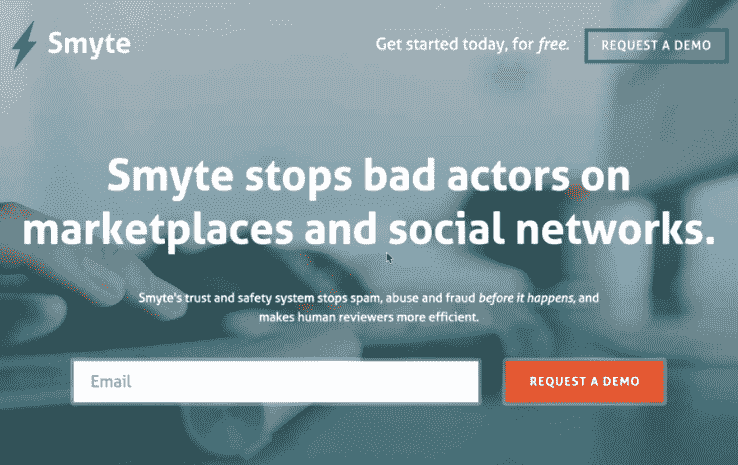 Smyte
Get started today, for free.
REQUEST A DEMO
Smyte stops bad actors on
marketplaces and social networks.
Smyte's trust and safety system stops spam, abuse and fraud before it happens, and
makes human reviewers more efficient.
Email
REQUEST A DEMO